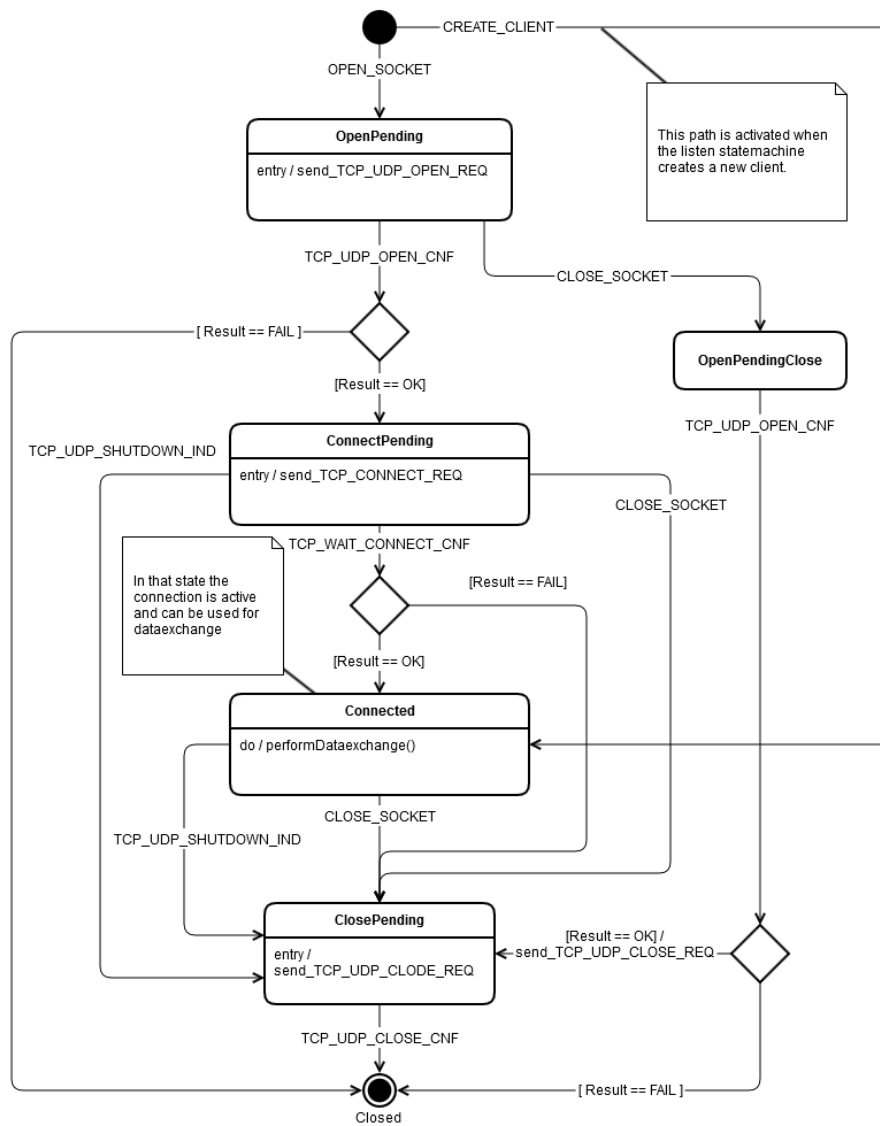 CREATE_CLIENT
OPEN_SOCKET
This path is activated when
the listen statemachine
creates a new client.
OpenPending
entry / send_TCP_UDP_OPEN_REQ
TCP_UDP_OPEN_CNF
CLOSE_SOCKET
[ Result == FAIL ]
OpenPendingClose
[Result == OK]
TCP_UDP_OPEN_CNF
ConnectPending
TCP_UDP_SHUTDOWN_IND
entry / send_TCP_CONNECT_REQ
CLOSE_SOCKET
TCP_WAIT_CONNECT_CNF
In that state the
connection is active
and can be used for
dataexchange
[Result == FAIL]
[Result == OK]
Connected
do / performDataexchange()
CLOSE_SOCKET
TCP_UDP_SHUTDOWN_IND
ClosePending
entry /
send_TCP_UDP_CLODE_REQ
[Result == OK] /
send_TCP_UDP_CLOSE_REQ
TCP_UDP_CLOSE_CNF
[ Result == FAIL ]
Closed